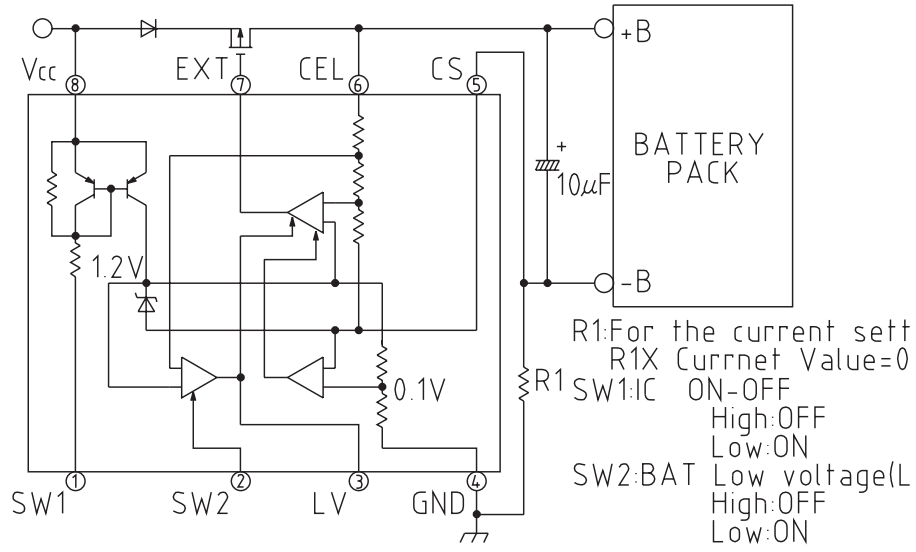 Vcc
EXT
CEL
CS
+B
8
7
6
5
BATTERY
PACK
+
10μF
1.2V
-B
R1:For the current sett
R1X Currnet Value=0
R1
0.1V
SW1:IC ON-OFF
High:OFF
Low:ON
SW2:BAT Low voltage(L
High:OFF
Low:ON
1
2
3
4
SW1
SW2
LV
GND